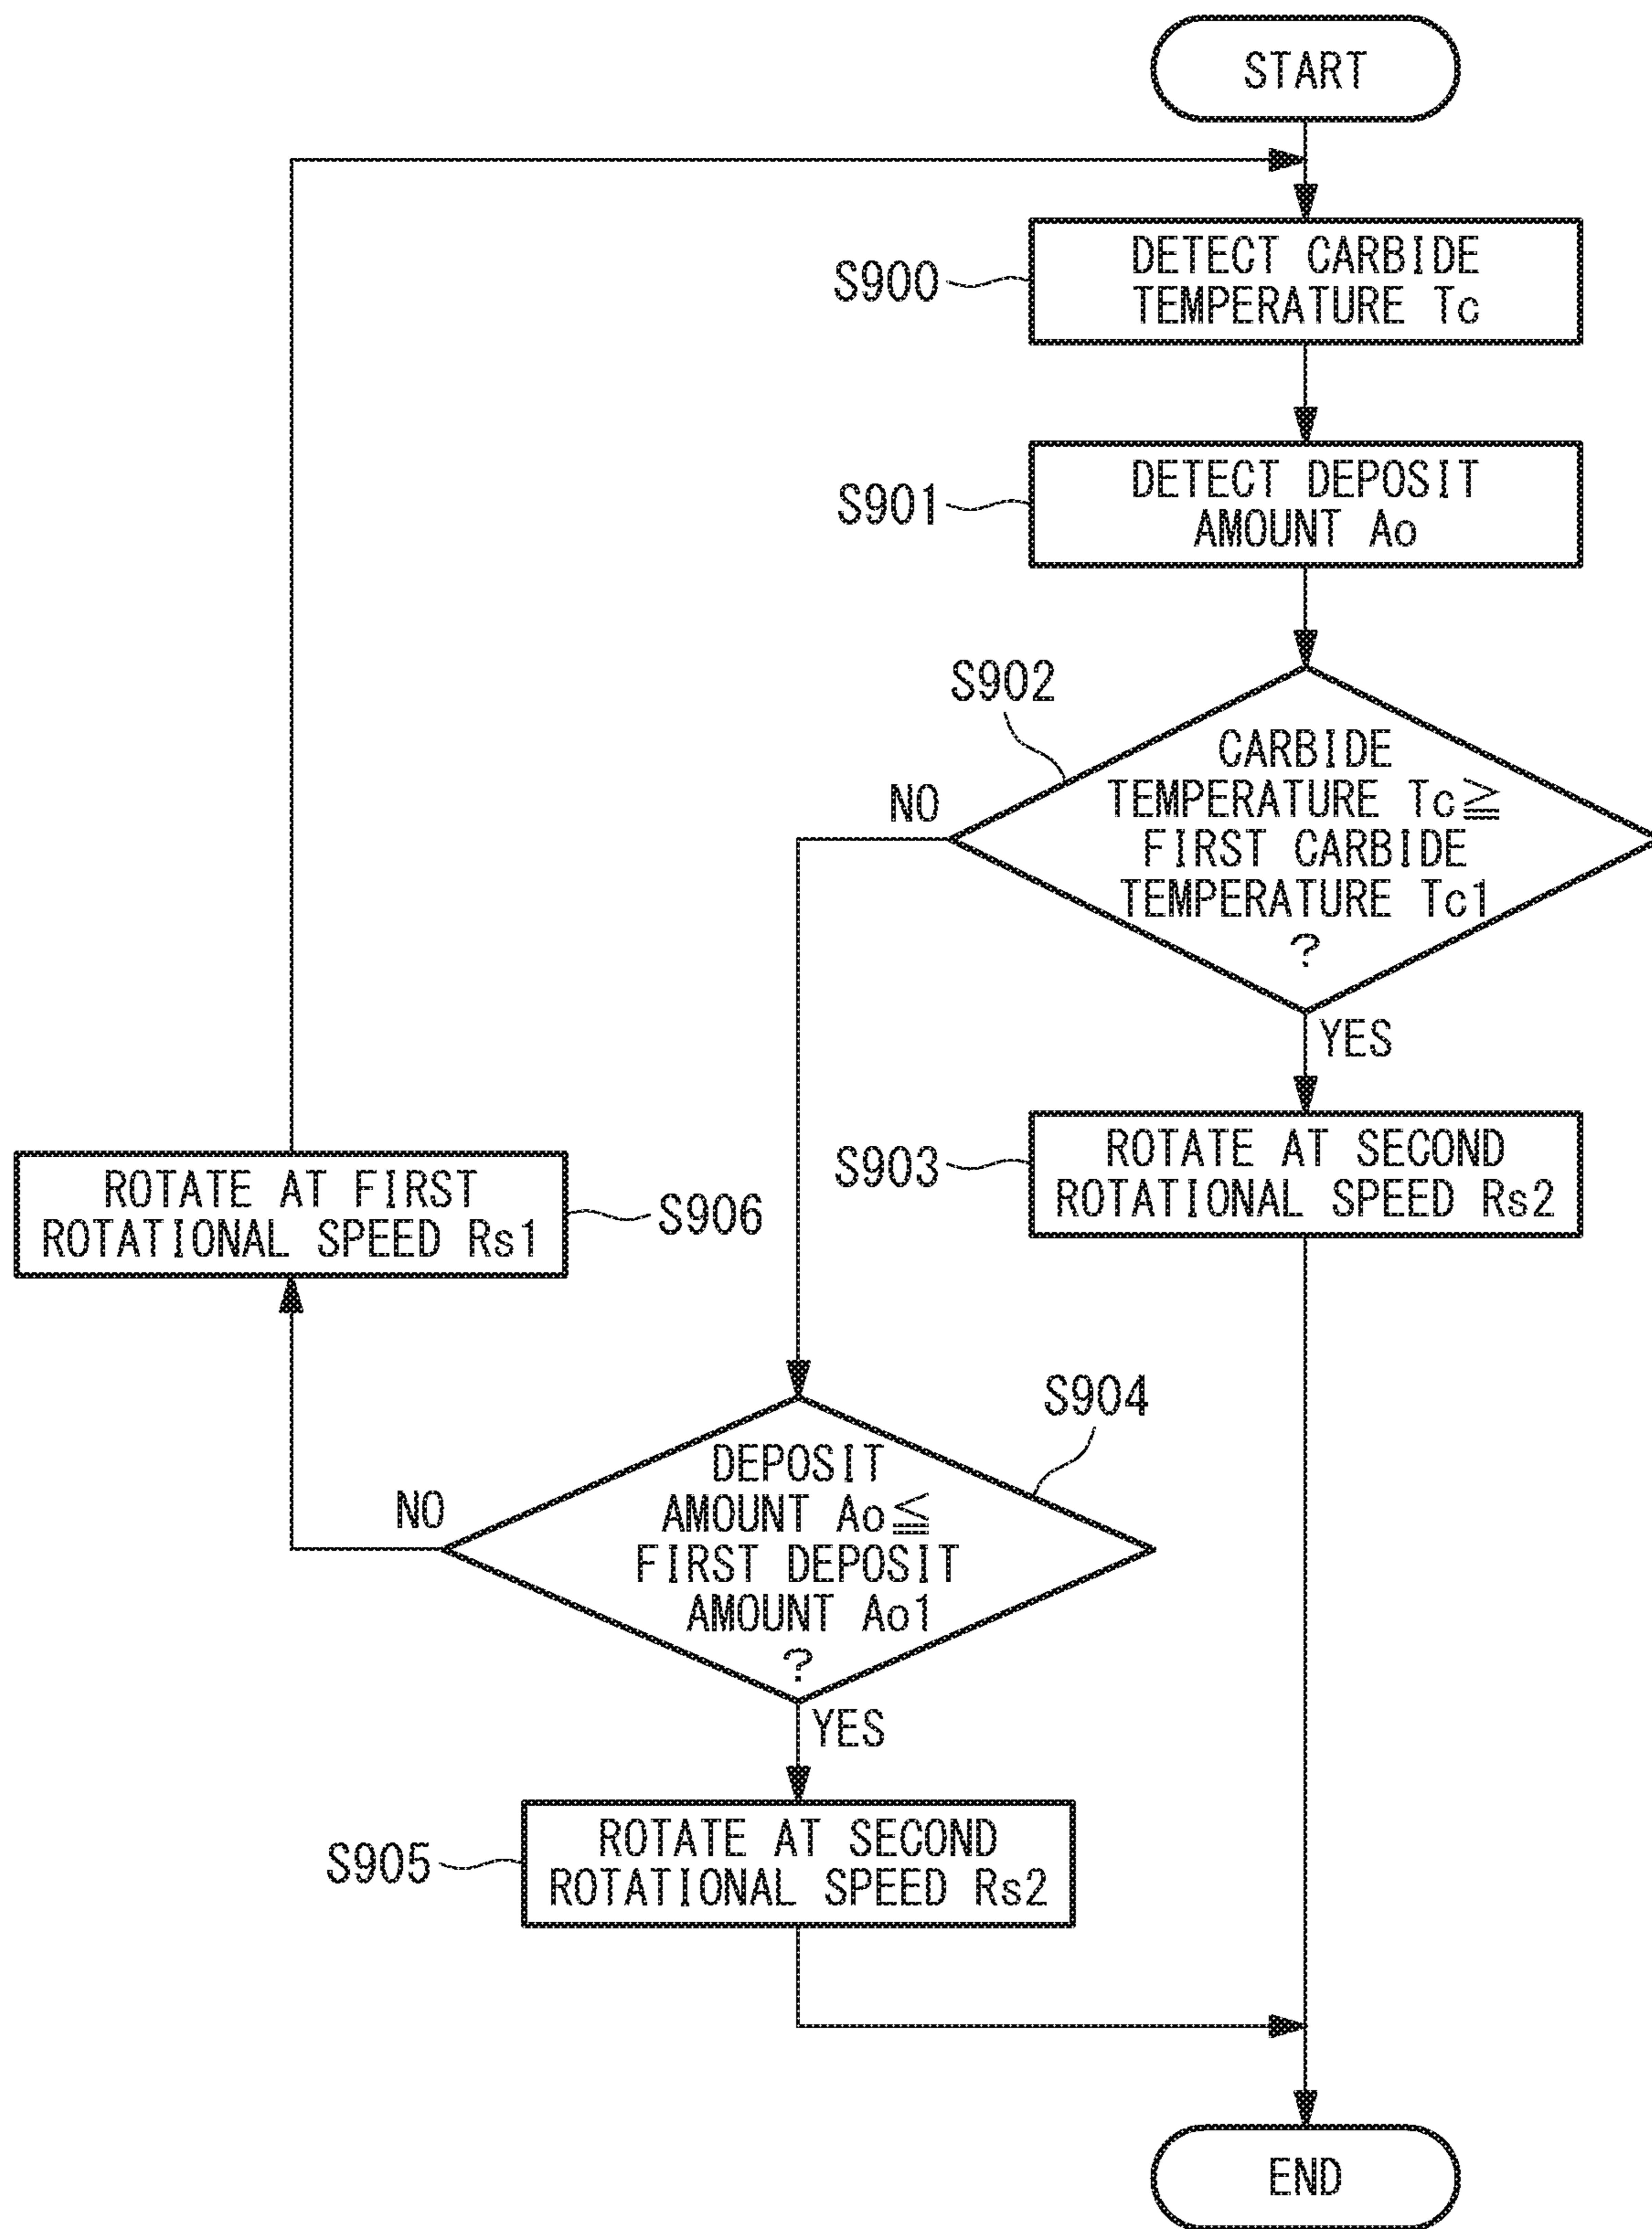 START
S900
DETECT CARBIDE
TEMPERATURE Tc
S901
DETECT DEPOSIT
AMOUNT Ao
S902
CARBIDE
TEMPERATURE Tc≧
FIRST CARBIDE
TEMPERATURE Tc1
?
NO
YES
S903
ROTATE AT SECOND
ROTATIONAL SPEED Rs2
ROTATE AT FIRST
ROTATIONAL SPEED Rs1
S906
S904
DEPOSIT
AMOUNT Ao≦
FIRST DEPOSIT
AMOUNT Ao1
?
NO
YES
S905
ROTATE AT SECOND
ROTATIONAL SPEED Rs2
END